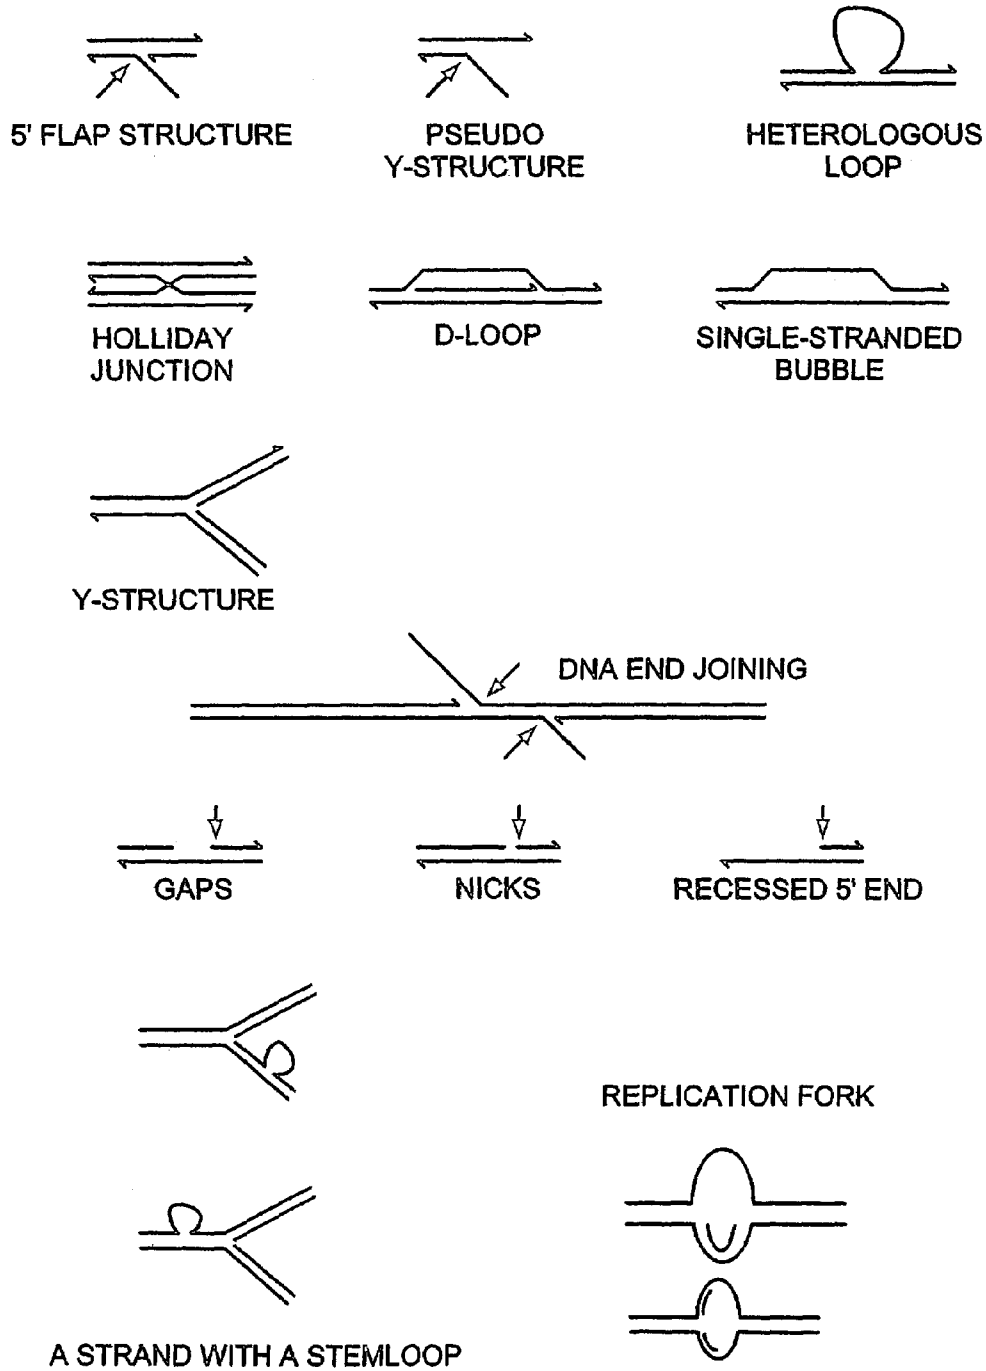 5' FLAP STRUCTURE
PSEUDO
Y-STRUCTURE
HETEROLOGOUS
LOOP
HOLLIDAY
JUNCTION
D-LOOP
SINGLE-STRANDED
BUBBLE
Y-STRUCTURE
DNA END JOINING
GAPS
NICKS
RECESSED 5' END
REPLICATION FORK
A STRAND WITH A STEMLOOP